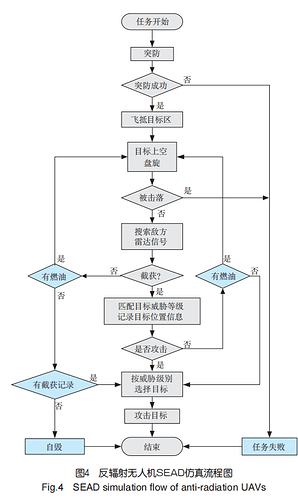 任务开始
突防
突防成功
否
是
飞抵目标区
目标上空
盘旋
被击落
是
否
搜索敌方
雷达信号
是
是
有燃油
否
截获?
有燃油
否
是
否
匹配目标威胁等级
记录目标位置信息
是否攻击
否
是
有截获记录
是
按威胁级别
选择目标
否
攻击目标
自毁
结束
任务失败
图4 反辐射无人机SEAD仿真流程图
Fig.4 SEAD simulation flow of anti-radiation UAVs